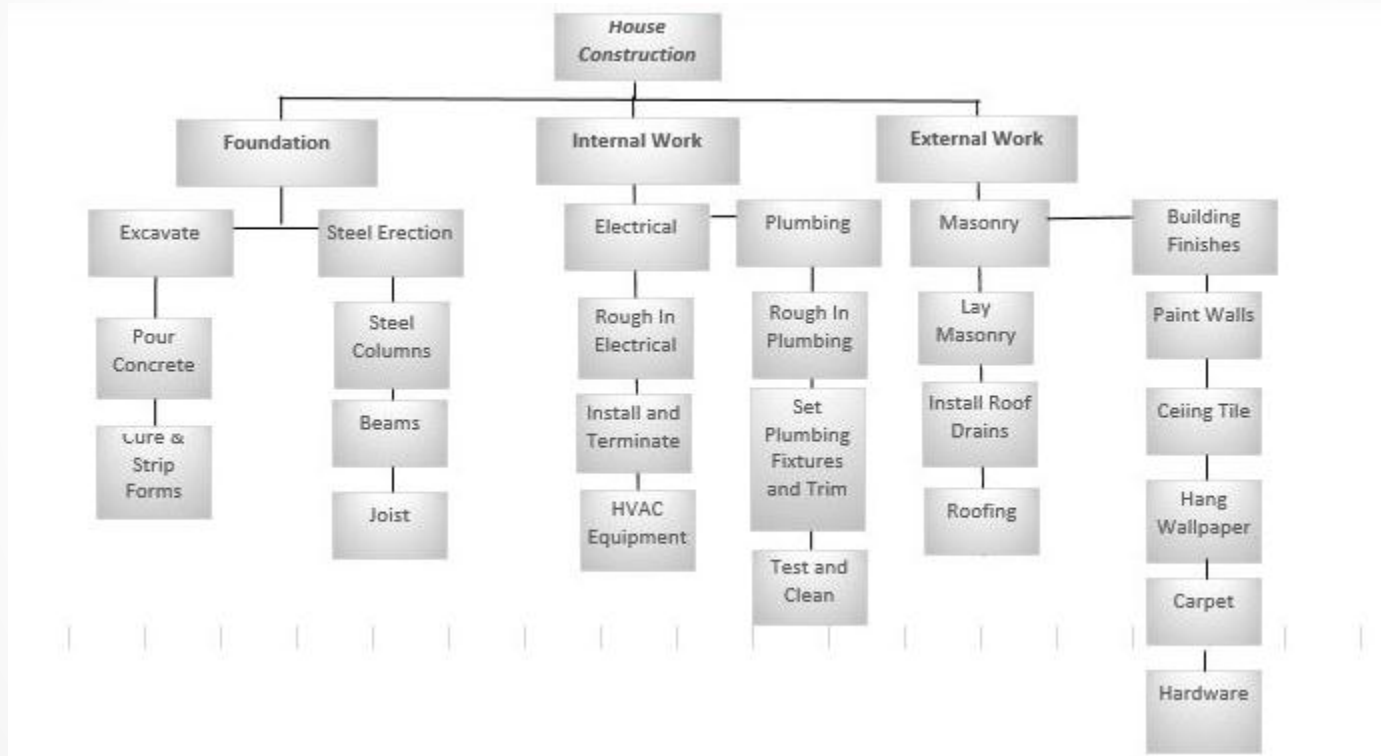 House
Construction
Foundation
Internal Work
External Work
Excavate
Steel Erection
Electrical
Plumbing
Masonry
Building
Finishes
Pour
Concrete
Cure &
Strip
Forms
Steel
Columns
Beams
Joist
Rough In
Electrical
Install and
Terminate
HVAC
Equipment
Rough In
Plumbing
Set
Plumbing
Fixtures
and Trim
Test and
Clean
Lay
Masonry
Install Roof
Drains
Roofing
Paint Walls
Ceiing Tile
Hang
Wallpaper
Carpet
Hardware